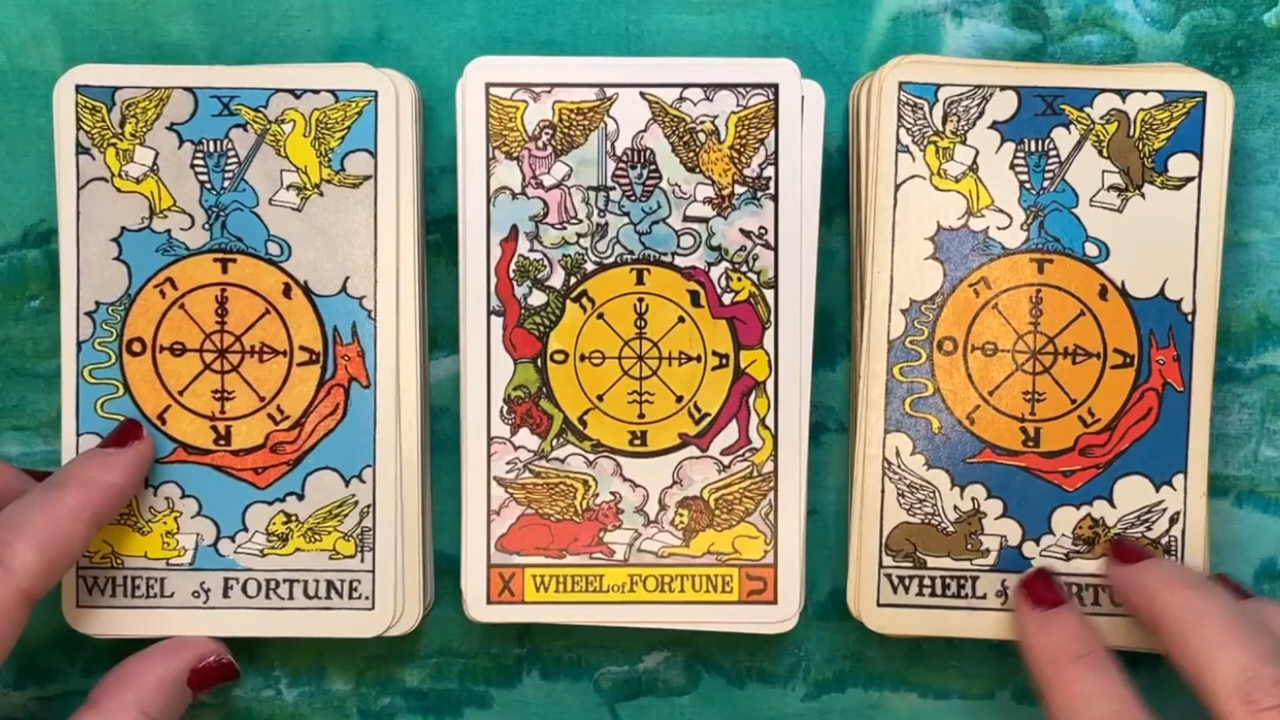 X
T
י
A
ה
R
ו
O
ה
WHEEL of FORTUNE.
T
י
A
ה
R
ו
O
ה
X WHEEL of FORTUNE כ
X
T
י
A
ה
R
ו
O
ה
WHEEL of